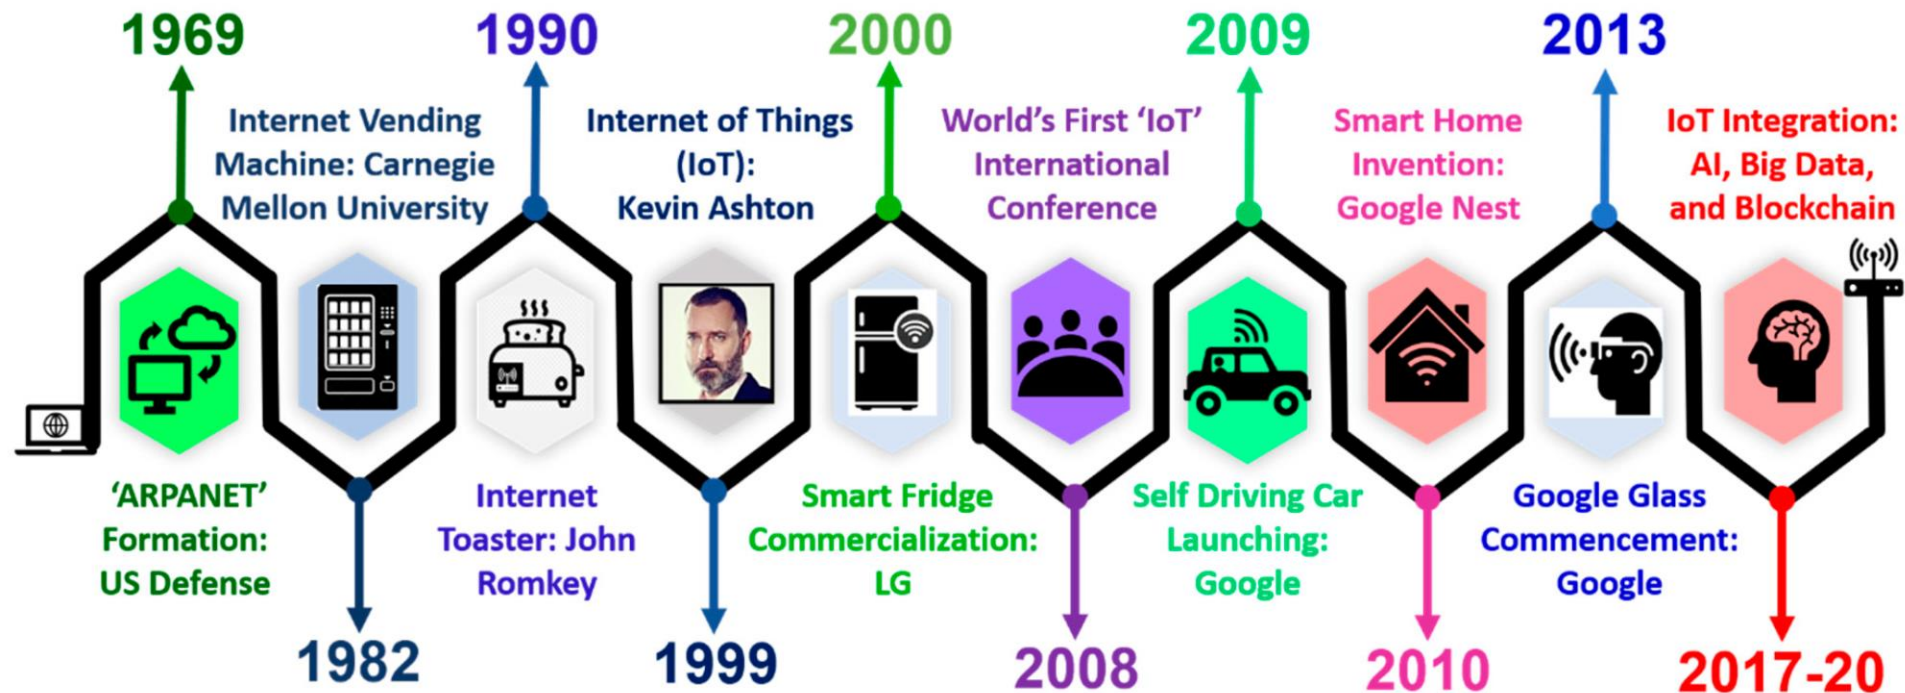 1969
1990
2000
2009
2013
Internet Vending
Machine: Carnegie
Mellon University
Internet of Things
(IoT):
Kevin Ashton
World’s First ‘IoT’
International
Conference
Smart Home
Invention:
Google Nest
IoT Integration:
AI, Big Data,
and Blockchain
‘ARPANET’
Formation:
US Defense
Internet
Toaster: John
Romkey
Smart Fridge
Commercialization:
LG
Self Driving Car
Launching:
Google
Google Glass
Commencement:
Google
1982
1999
2008
2010
2017-20